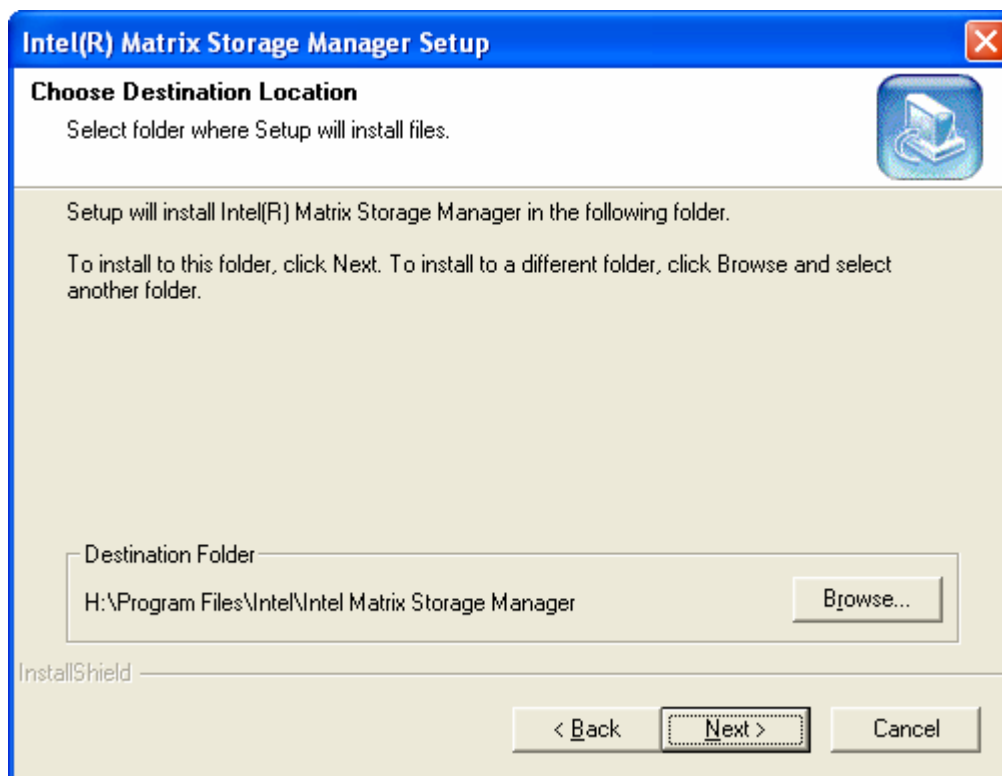 Intel(R) Matrix Storage Manager Setup
Choose Destination Location
Select folder where Setup will install files.
Setup will install Intel(R) Matrix Storage Manager in the following folder.
To install to this folder, click Next. To install to a different folder, click Browse and select
another folder.
Destination Folder
H:\Program Files\Intel\Intel Matrix Storage Manager
Browse...
InstallShield
< Back
Next >
Cancel